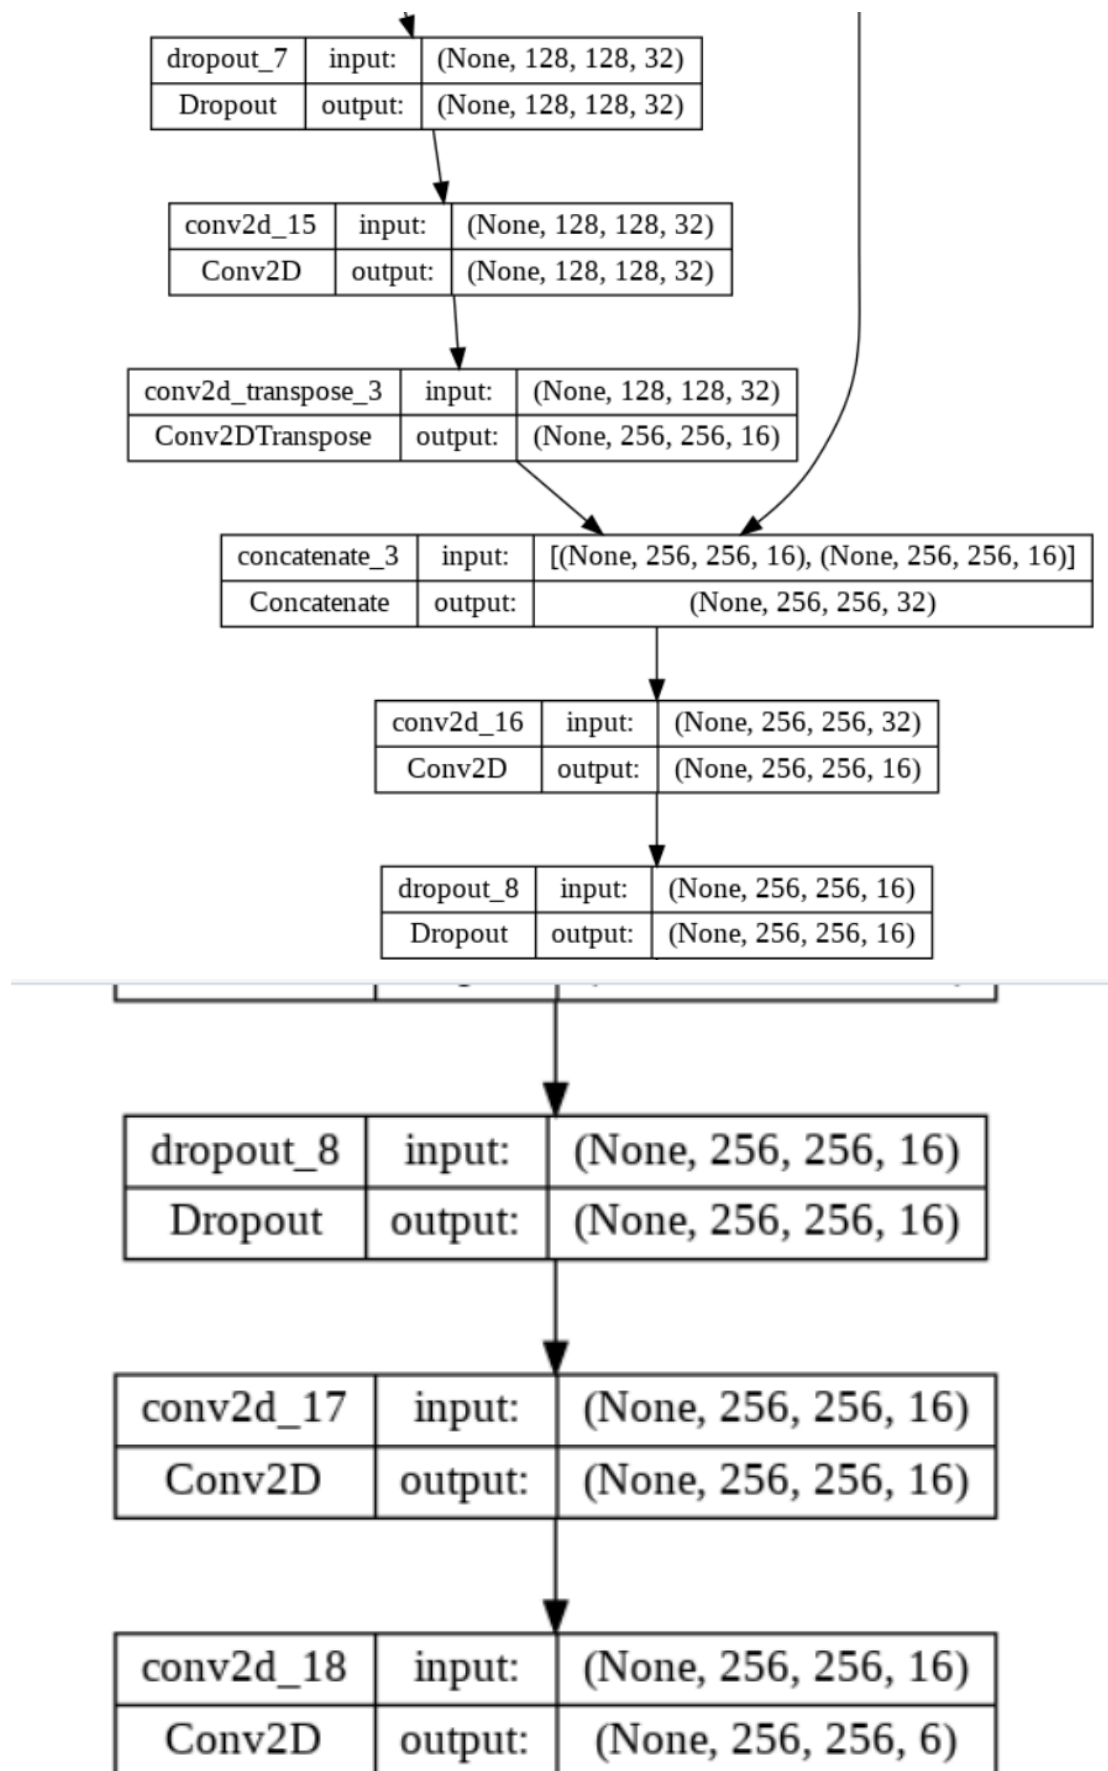 dropout_7 input: (None, 128, 128, 32)
Dropout output: (None, 128, 128, 32)
conv2d_15 input: (None, 128, 128, 32)
Conv2D output: (None, 128, 128, 32)
conv2d_transpose_3 input: (None, 128, 128, 32)
Conv2DTranspose output: (None, 256, 256, 16)
concatenate_3 input: [(None, 256, 256, 16), (None, 256, 256, 16)]
Concatenate output: (None, 256, 256, 32)
conv2d_16 input: (None, 256, 256, 32)
Conv2D output: (None, 256, 256, 16)
dropout_8 input: (None, 256, 256, 16)
Dropout output: (None, 256, 256, 16)
dropout_8 input: (None, 256, 256, 16)
Dropout output: (None, 256, 256, 16)
conv2d_17 input: (None, 256, 256, 16)
Conv2D output: (None, 256, 256, 16)
conv2d_18 input: (None, 256, 256, 16)
Conv2D output: (None, 256, 256, 6)